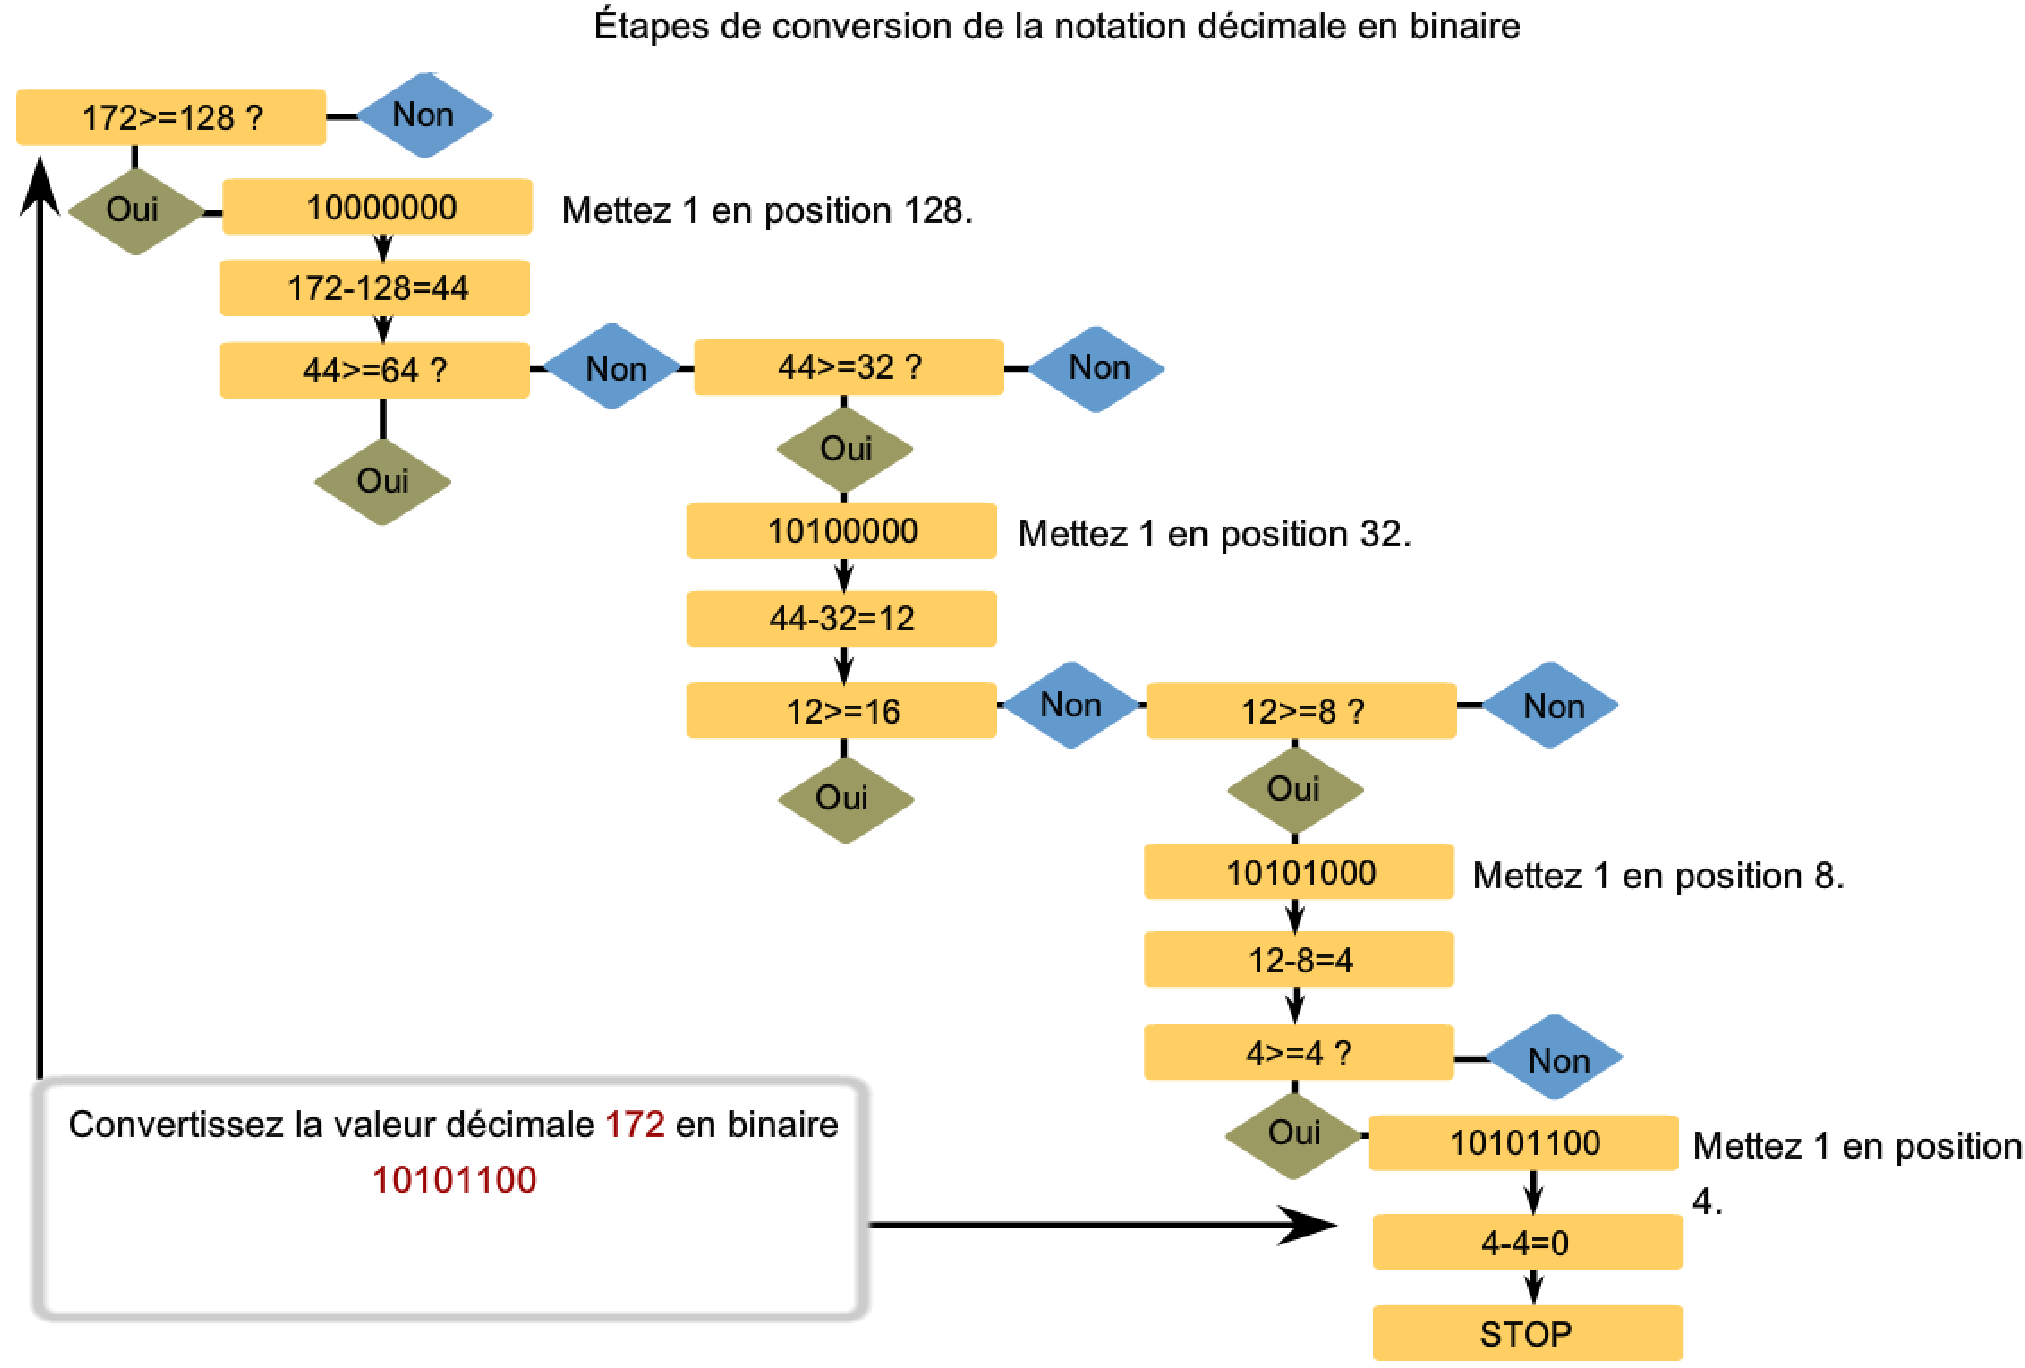 Étapes de conversion de la notation décimale en binaire
172>=128 ?
Non
Oui
10000000
Mettez 1 en position 128.
172-128=44
44>=64 ?
Non
44>=32 ?
Non
Oui
Oui
10100000
Mettez 1 en position 32.
44-32=12
12>=16
Non
12>=8 ?
Non
Oui
Oui
10101000
Mettez 1 en position 8.
12-8=4
4>=4 ?
Non
Oui
10101100
Mettez 1 en position
4.
4-4=0
STOP
Convertissez la valeur décimale 172 en binaire
10101100